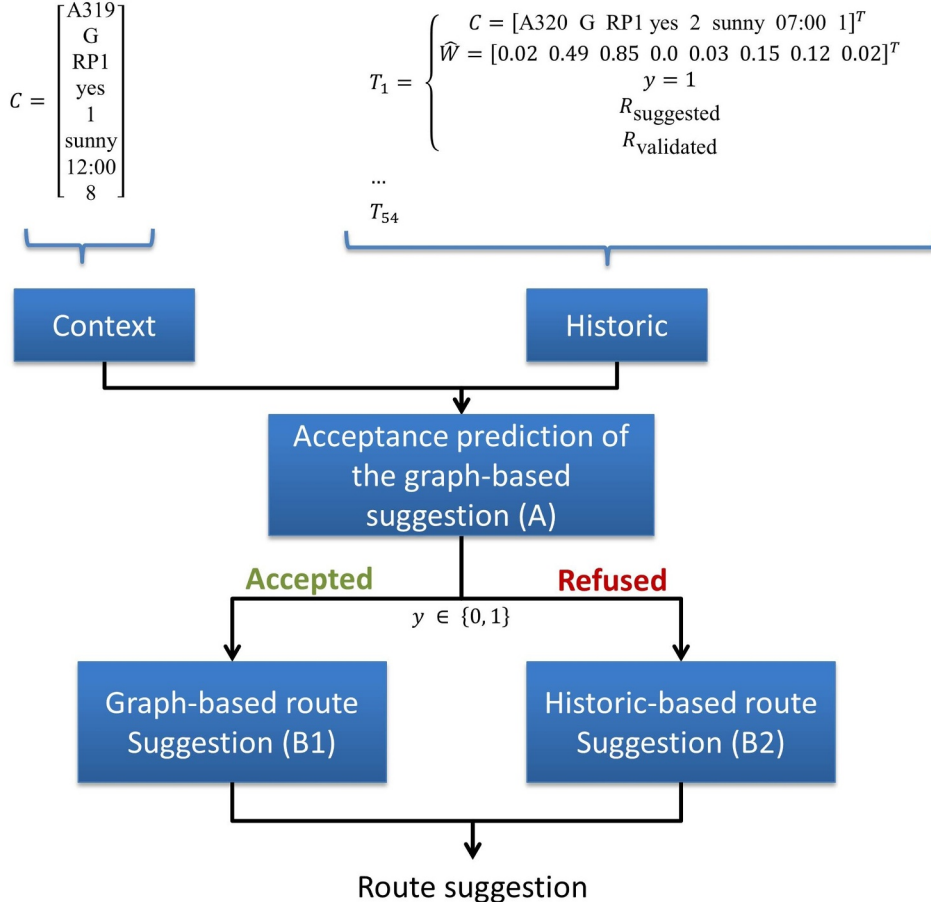 C = [A319
G
RP1
yes
1
sunny
12:00
8]
T₁ = {
C = [A320 G RP1 yes 2 sunny 07:00 1]ᵀ
Ŵ = [0.02 0.49 0.85 0.0 0.03 0.15 0.12 0.02]ᵀ
y = 1
R suggested
R validated
...
T₅₄
Context
Historic
Acceptance prediction of
the graph-based
suggestion (A)
Accepted
Refused
y ∈ {0, 1}
Graph-based route
Suggestion (B1)
Historic-based route
Suggestion (B2)
Route suggestion